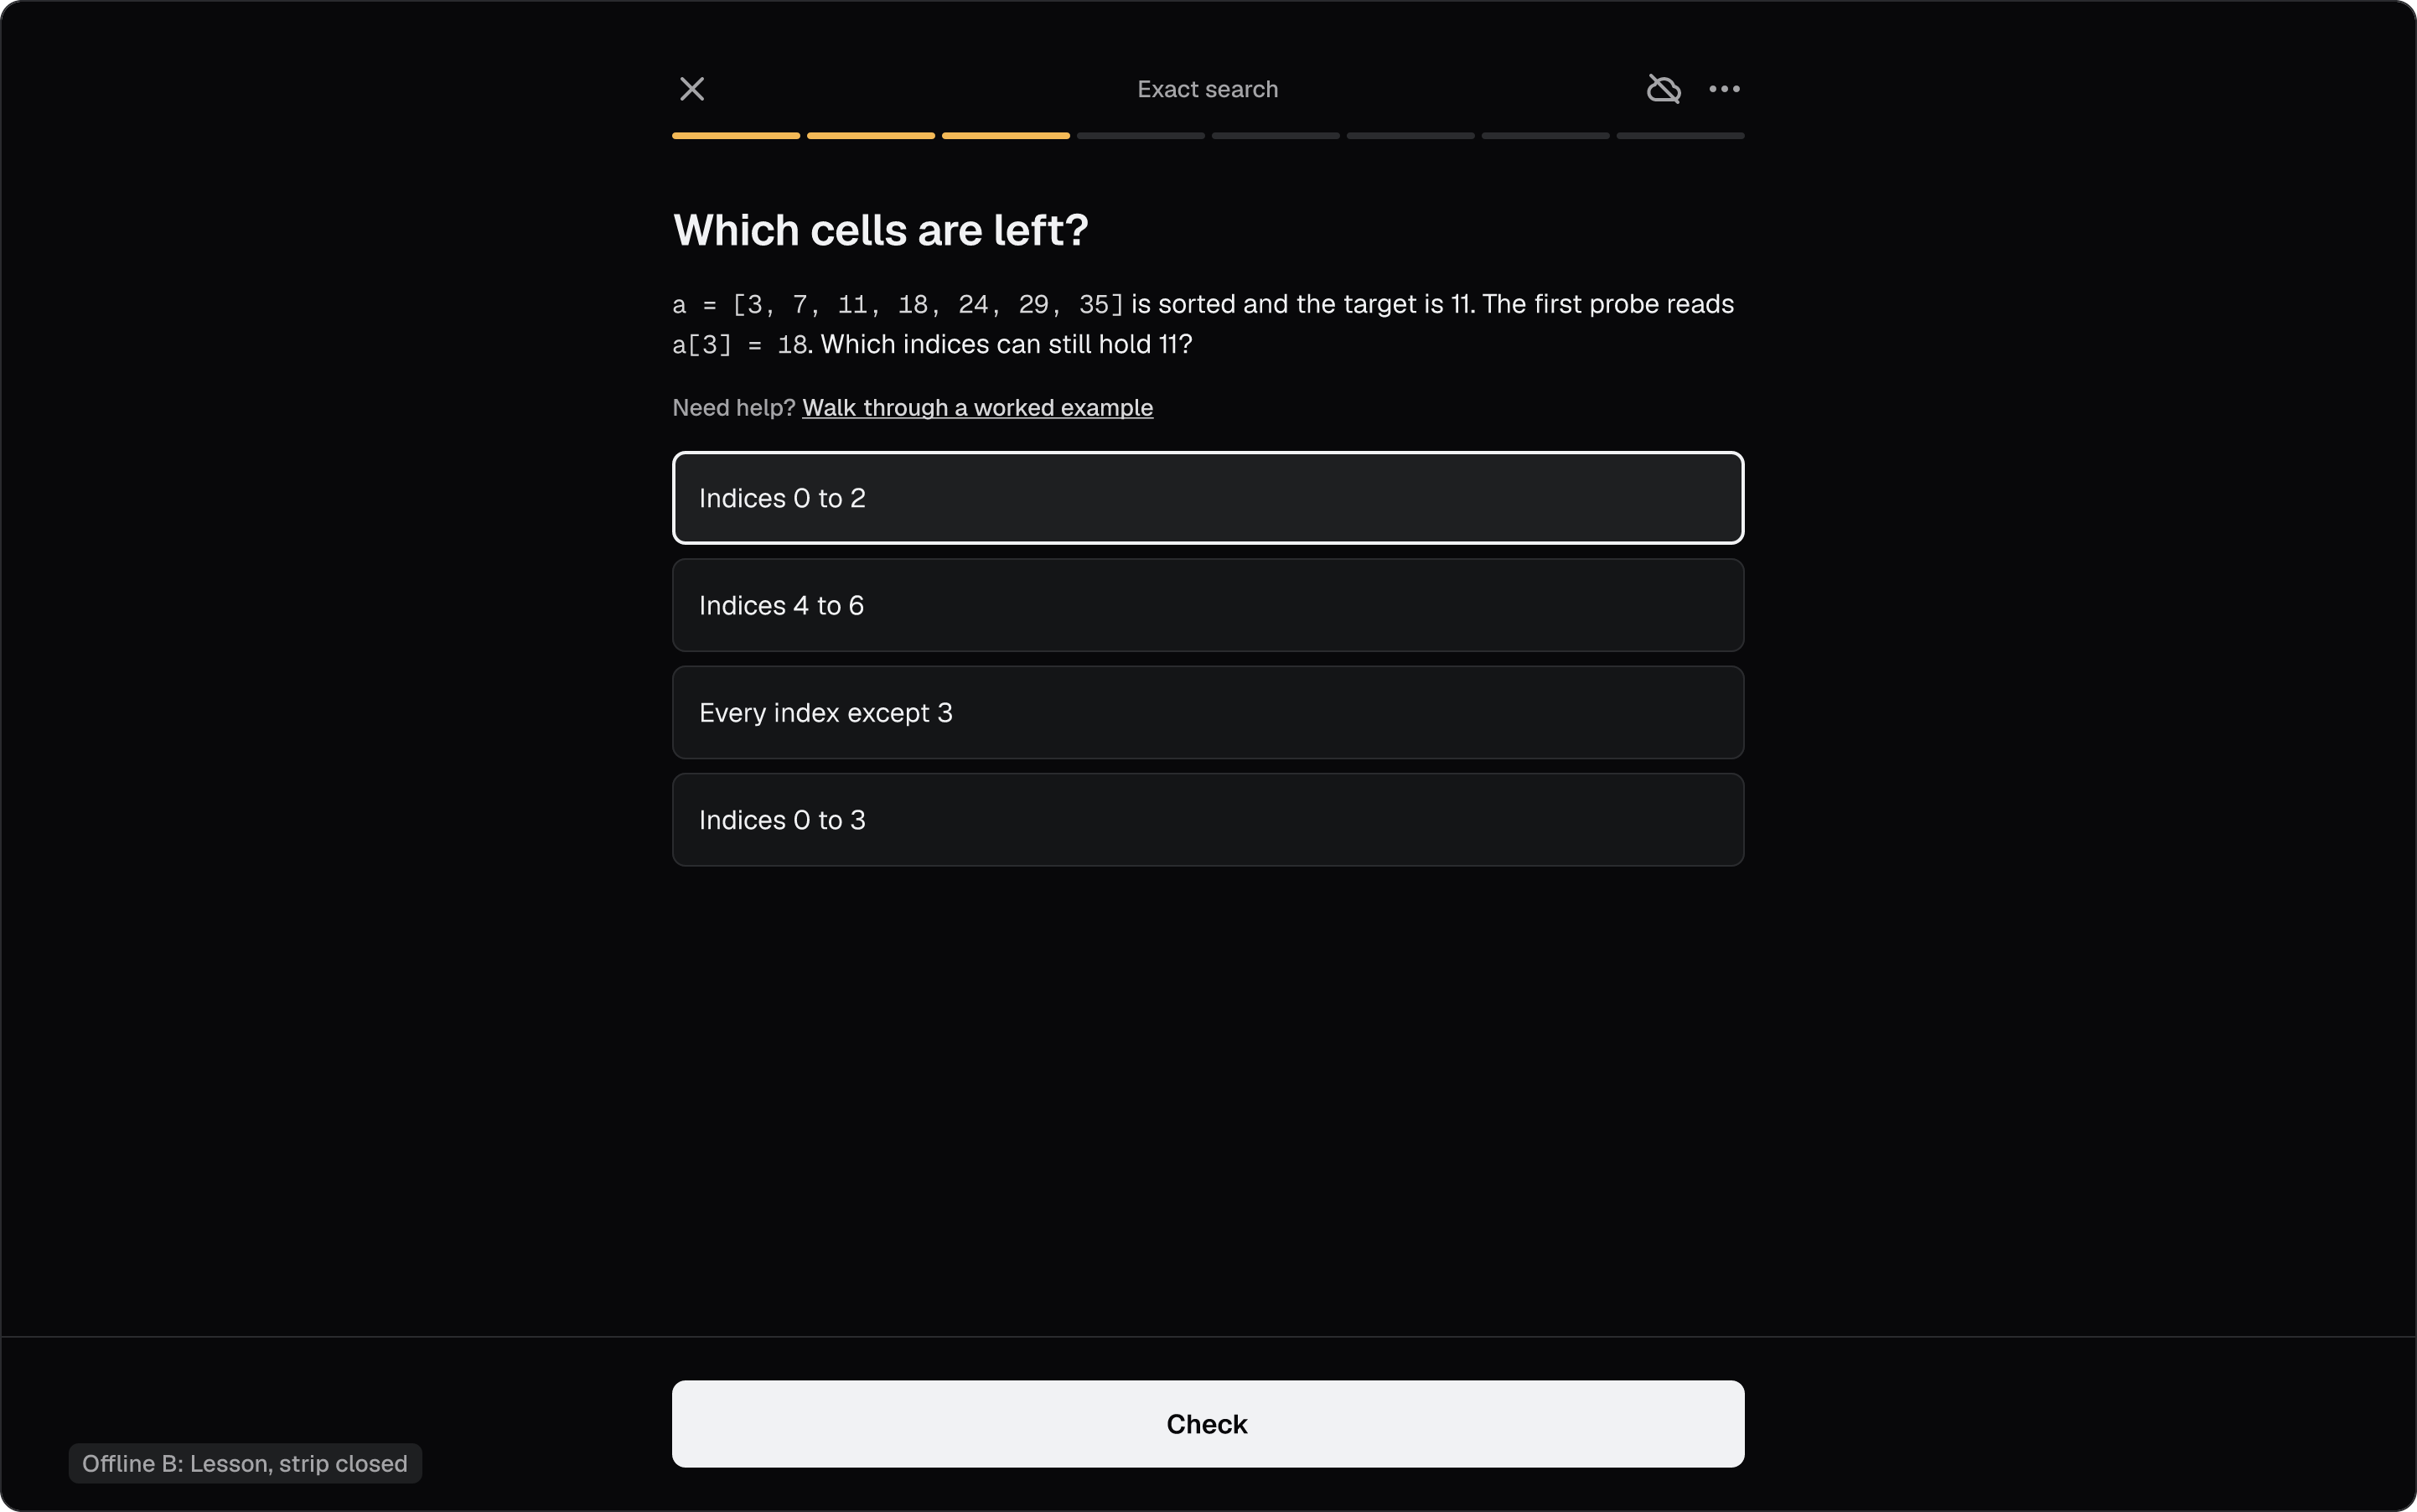 Exact search
Which cells are left?
a = [3, 7, 11, 18, 24, 29, 35] is sorted and the target is 11. The first probe reads
a[3] = 18. Which indices can still hold 11?
Need help? Walk through a worked example
Indices 0 to 2
Indices 4 to 6
Every index except 3
Indices 0 to 3
Check
Offline B: Lesson, strip closed